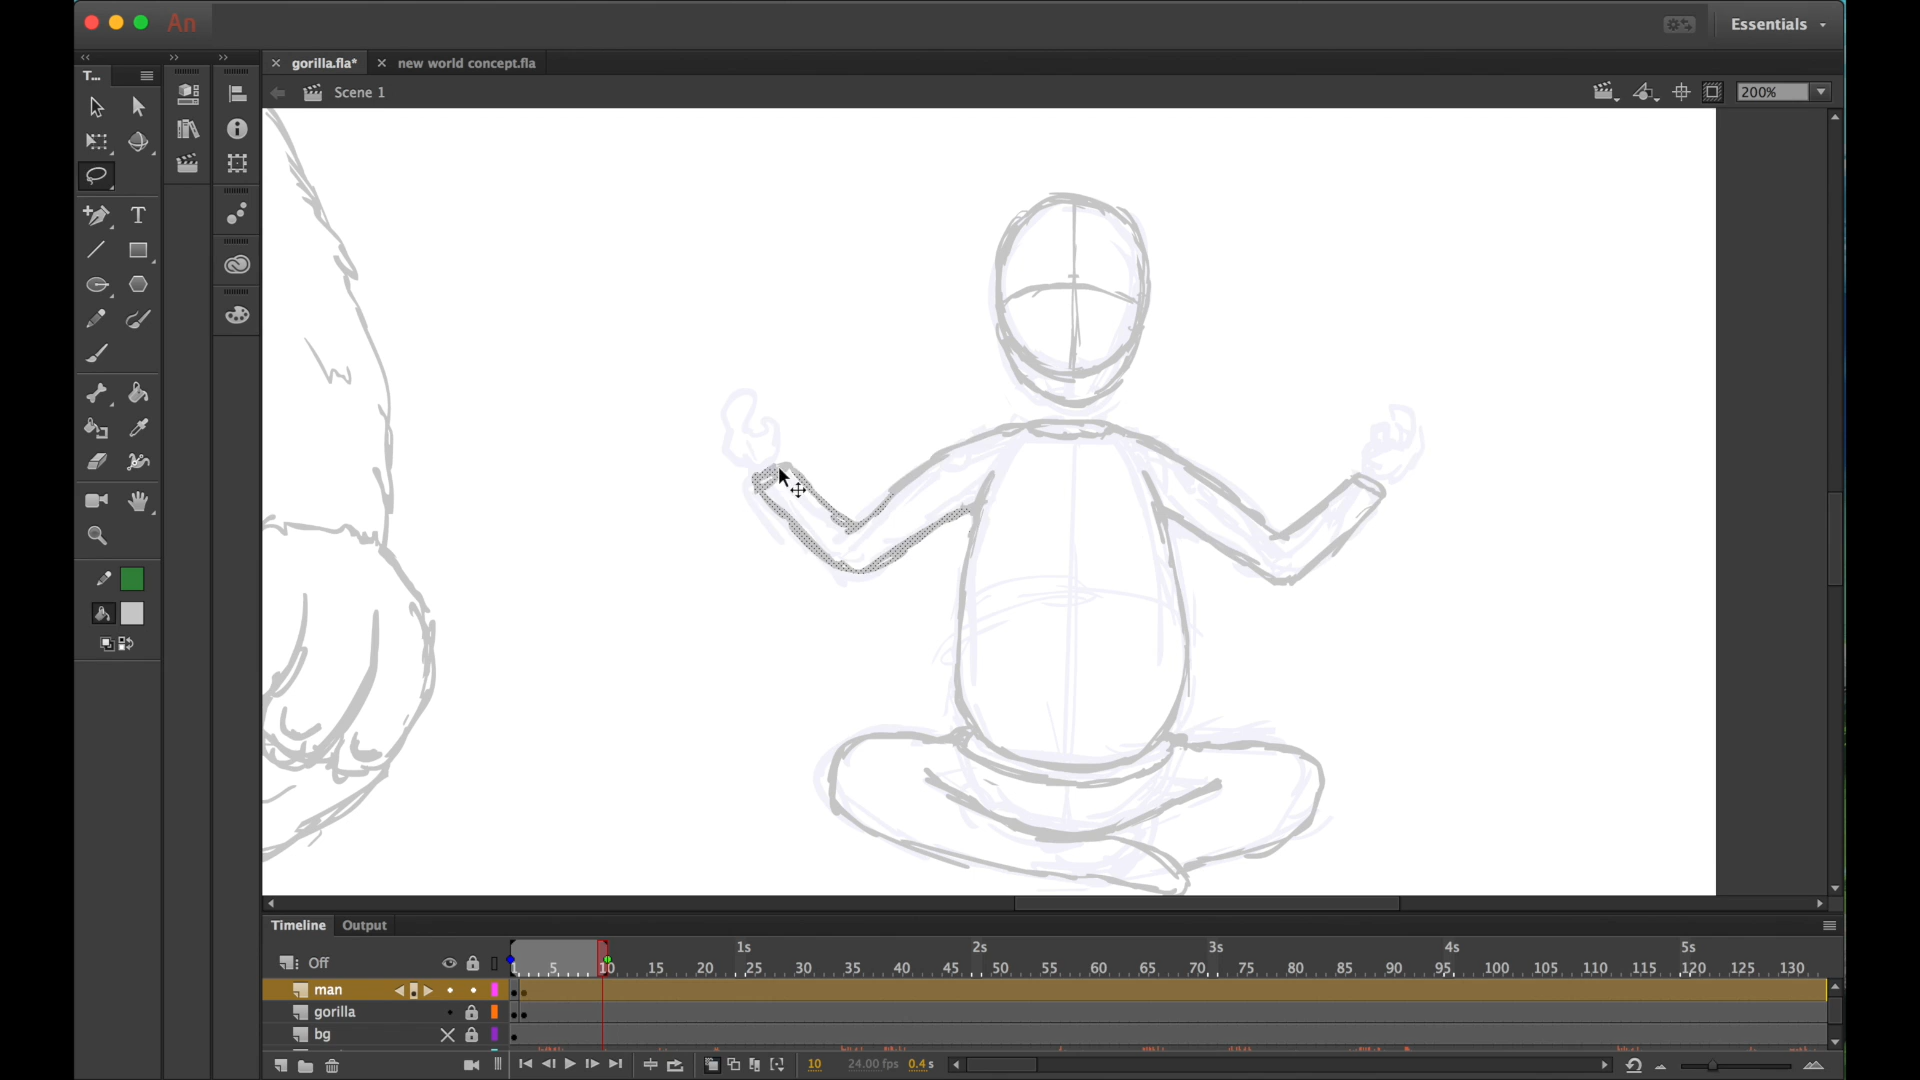 An
Essentials
T...
gorilla.fla*
new world concept.fla
Scene 1
200%
T
Timeline
Output
1s
2s
3s
4s
5s
Off
1 5 10 15 20 25 30 35 40 45 50 55 60 65 70 75 80 85 90 95 100 105 110 115 120 125 130
man
gorilla
bg
10
24.00 fps
0.4 s